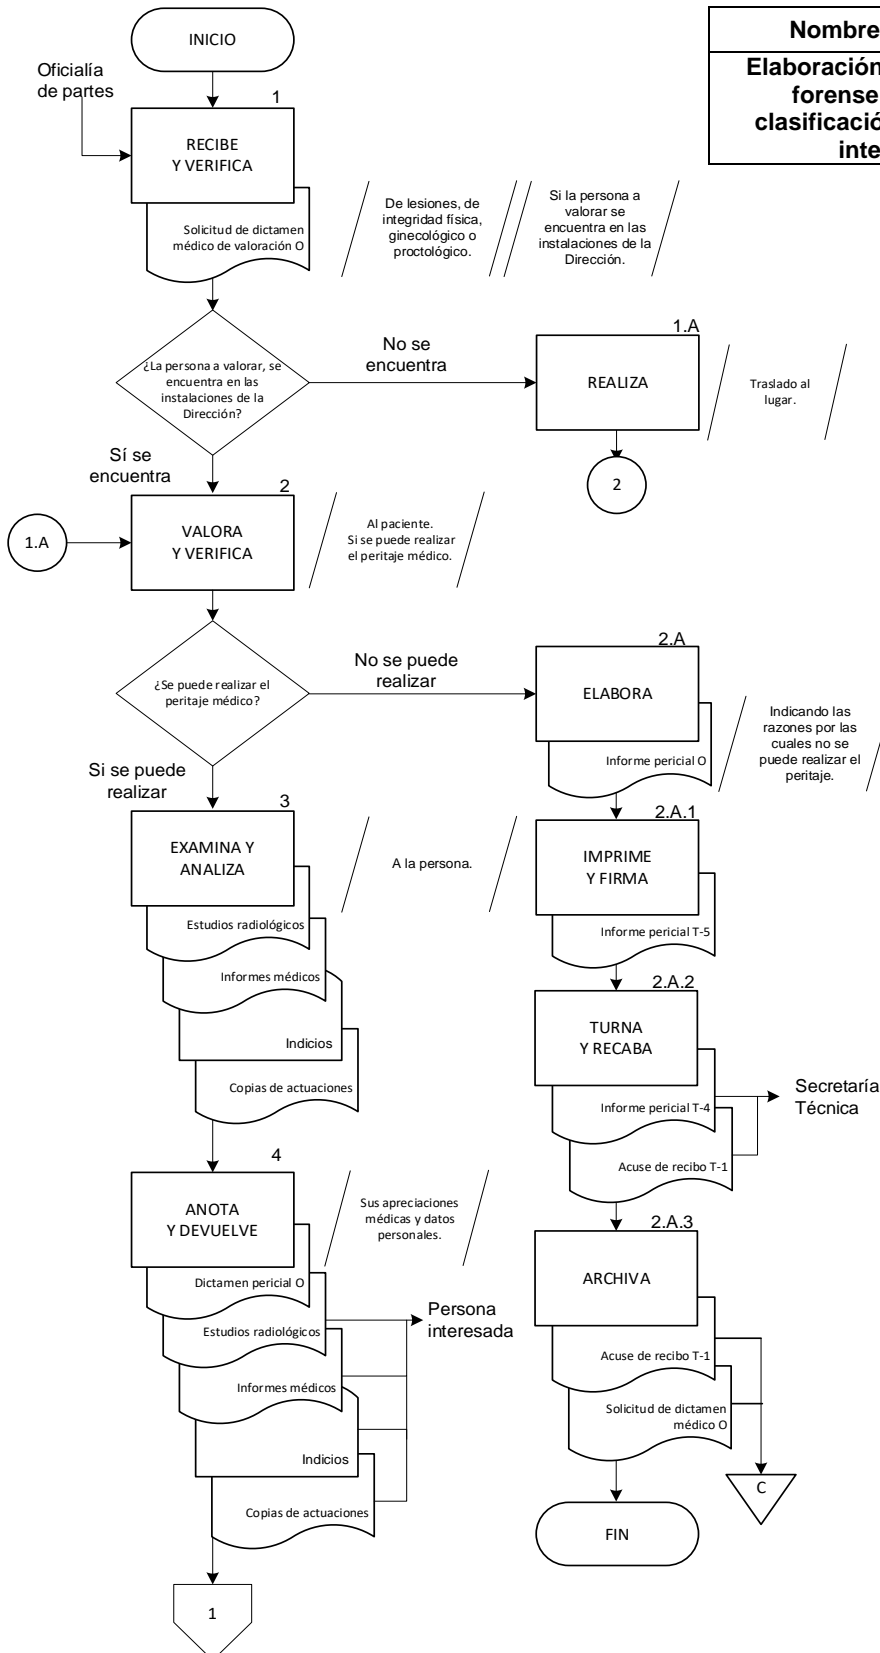 Nombre
Elaboración
forense
clasificació
inte
INICIO
Oficialía
de partes
1
RECIBE
Y VERIFICA
Solicitud de dictamen
médico de valoración O
De lesiones, de
integridad física,
ginecológico o
proctológico.
Si la persona a
valorar se
encuentra en las
instalaciones de la
Dirección.
¿La persona a valorar, se
encuentra en las
instalaciones de la
Dirección?
No se
encuentra
1.A
REALIZA
Traslado al
lugar.
2
Sí se
encuentra
2
1.A
VALORA
Y VERIFICA
Al paciente.
Si se puede realizar
el peritaje médico.
¿Se puede realizar el
peritaje médico?
No se puede
realizar
2.A
ELABORA
Informe pericial O
Indicando las
razones por las
cuales no se
puede realizar el
peritaje.
Si se puede
realizar
3
EXAMINA Y
ANALIZA
A la persona.
Estudios radiológicos
Informes médicos
Indicios
Copias de actuaciones
2.A.1
IMPRIME
Y FIRMA
Informe pericial T-5
2.A.2
TURNA
Y RECABA
Informe pericial T-4
Acuse de recibo T-1
Secretaría
Técnica
4
ANOTA
Y DEVUELVE
Sus apreciaciones
médicas y datos
personales.
Dictamen pericial O
Estudios radiológicos
Informes médicos
Indicios
Copias de actuaciones
Persona
interesada
2.A.3
ARCHIVA
Acuse de recibo T-1
Solicitud de dictamen
médico O
C
FIN
1